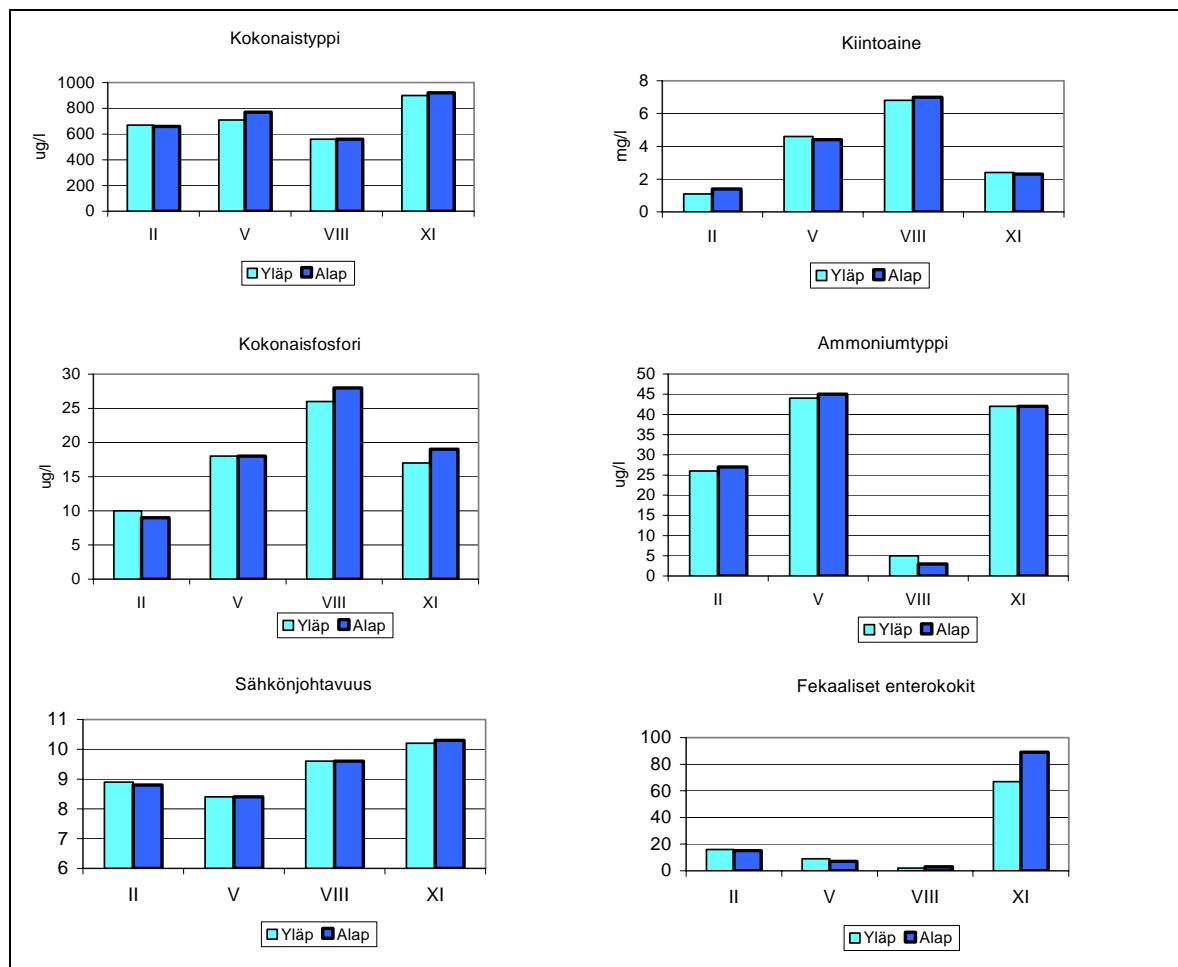 Kokonaistyppi
1000
800
600
400
200
0
ug/l
II V VIII XI
Yläp Alap
Kiintoaine
8
6
4
2
0
mg/l
II V VIII XI
Yläp Alap
Kokonaisfosfori
30
25
20
15
10
5
0
ug/l
II V VIII XI
Yläp Alap
Ammoniumtyppi
50
45
40
35
30
25
20
15
10
5
0
ug/l
II V VIII XI
Yläp Alap
Sähkönjohtavuus
11
10
9
8
7
6
II V VIII XI
Yläp Alap
Fekaaliset enterokokit
100
80
60
40
20
0
II V VIII XI
Yläp Alap